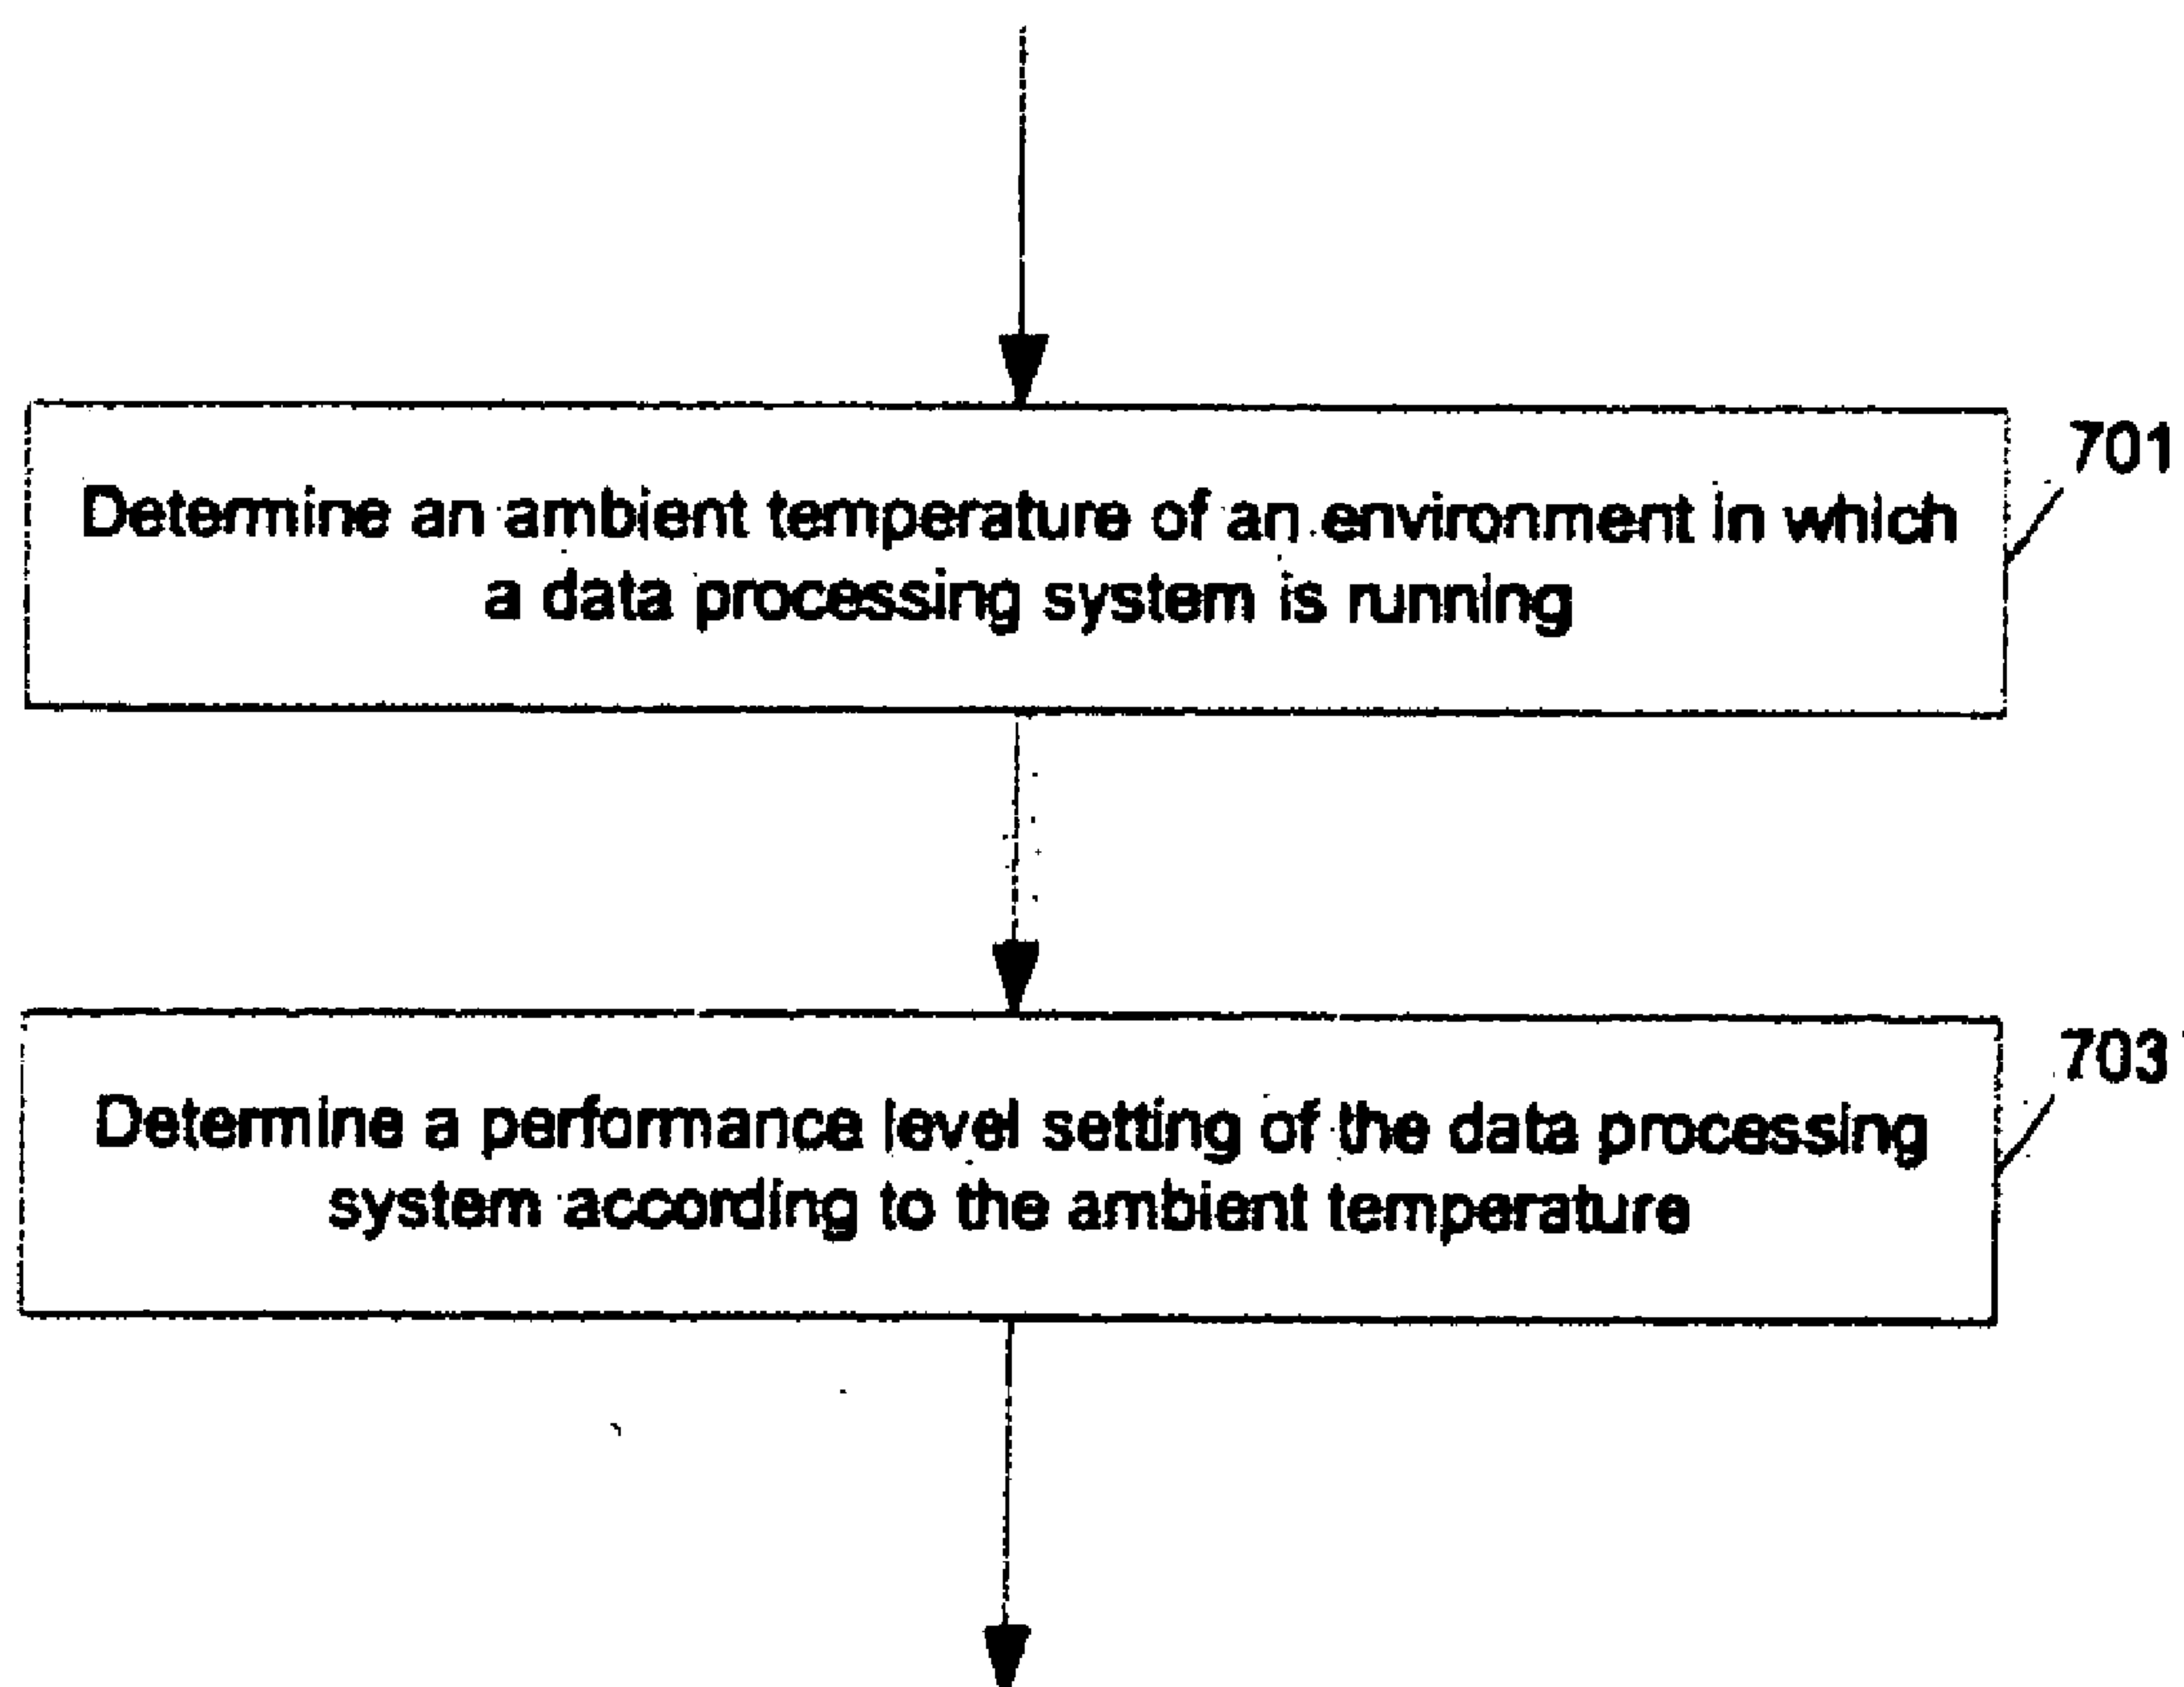 701
Determine an ambient temperature of an environment in which
a data processing system is running
703
Determine a performance level setting of the data processing
system according to the ambient temperature